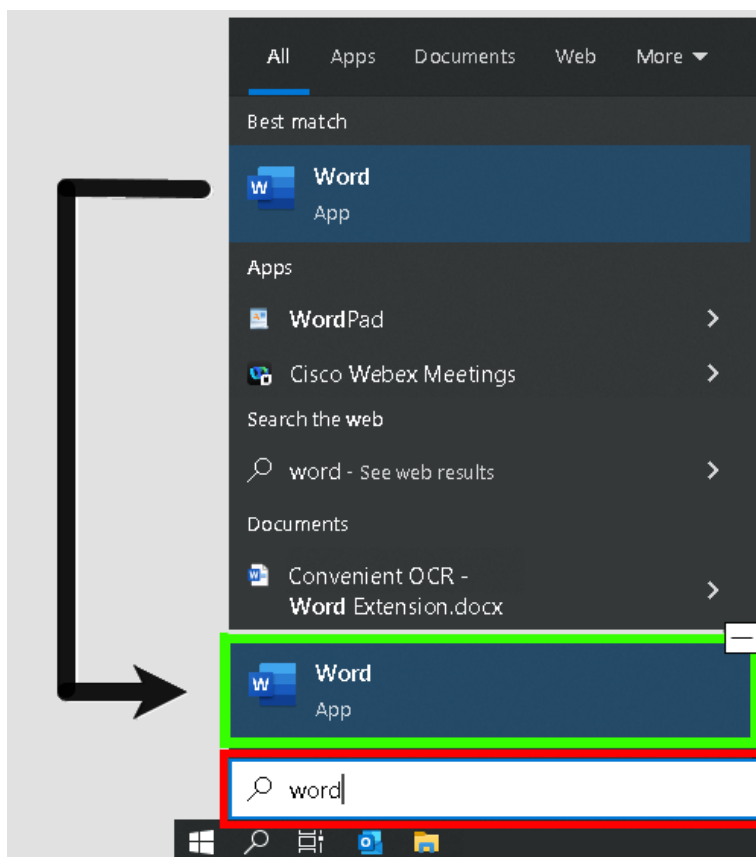 All Apps Documents Web More
Best match
Word
App
Apps
WordPad
Cisco Webex Meetings
Search the web
word - See web results
Documents
Convenient OCR -
Word Extension.docx
Word
App
word